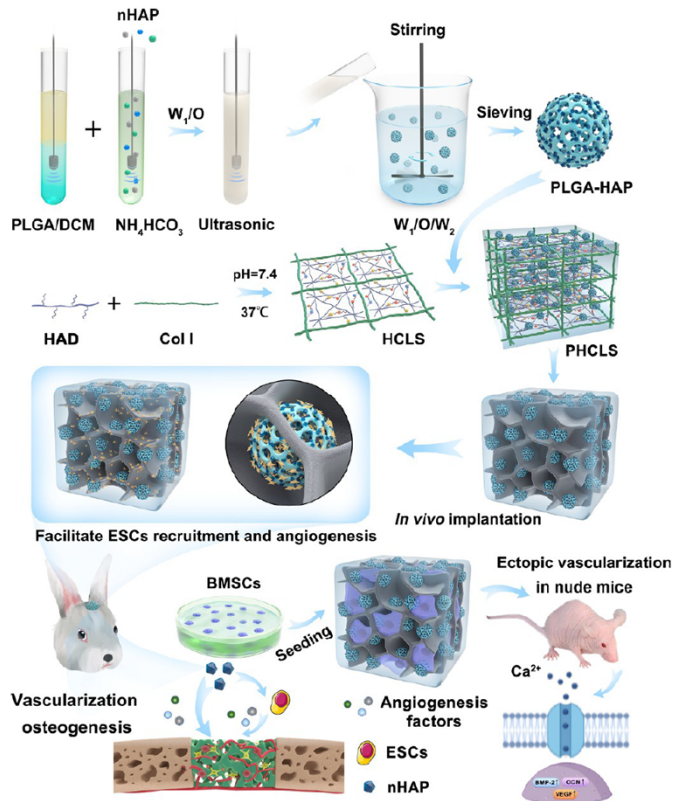 nHAP
Stirring
W₁/O
Sieving
+
PLGA/DCM
NH₄HCO₃
Ultrasonic
W₁/O/W₂
PLGA-HAP
pH=7.4
+
37℃
HAD
Col I
HCLS
PHCLS
In vivo implantation
Facilitate ESCs recruitment and angiogenesis
BMSCs
Seeding
Ectopic vascularization
in nude mice
Ca²⁺
Vascularization
osteogenesis
Angiogenesis
factors
ESCs
nHAP
BMP-2↑
OCN↑
VEGF↑